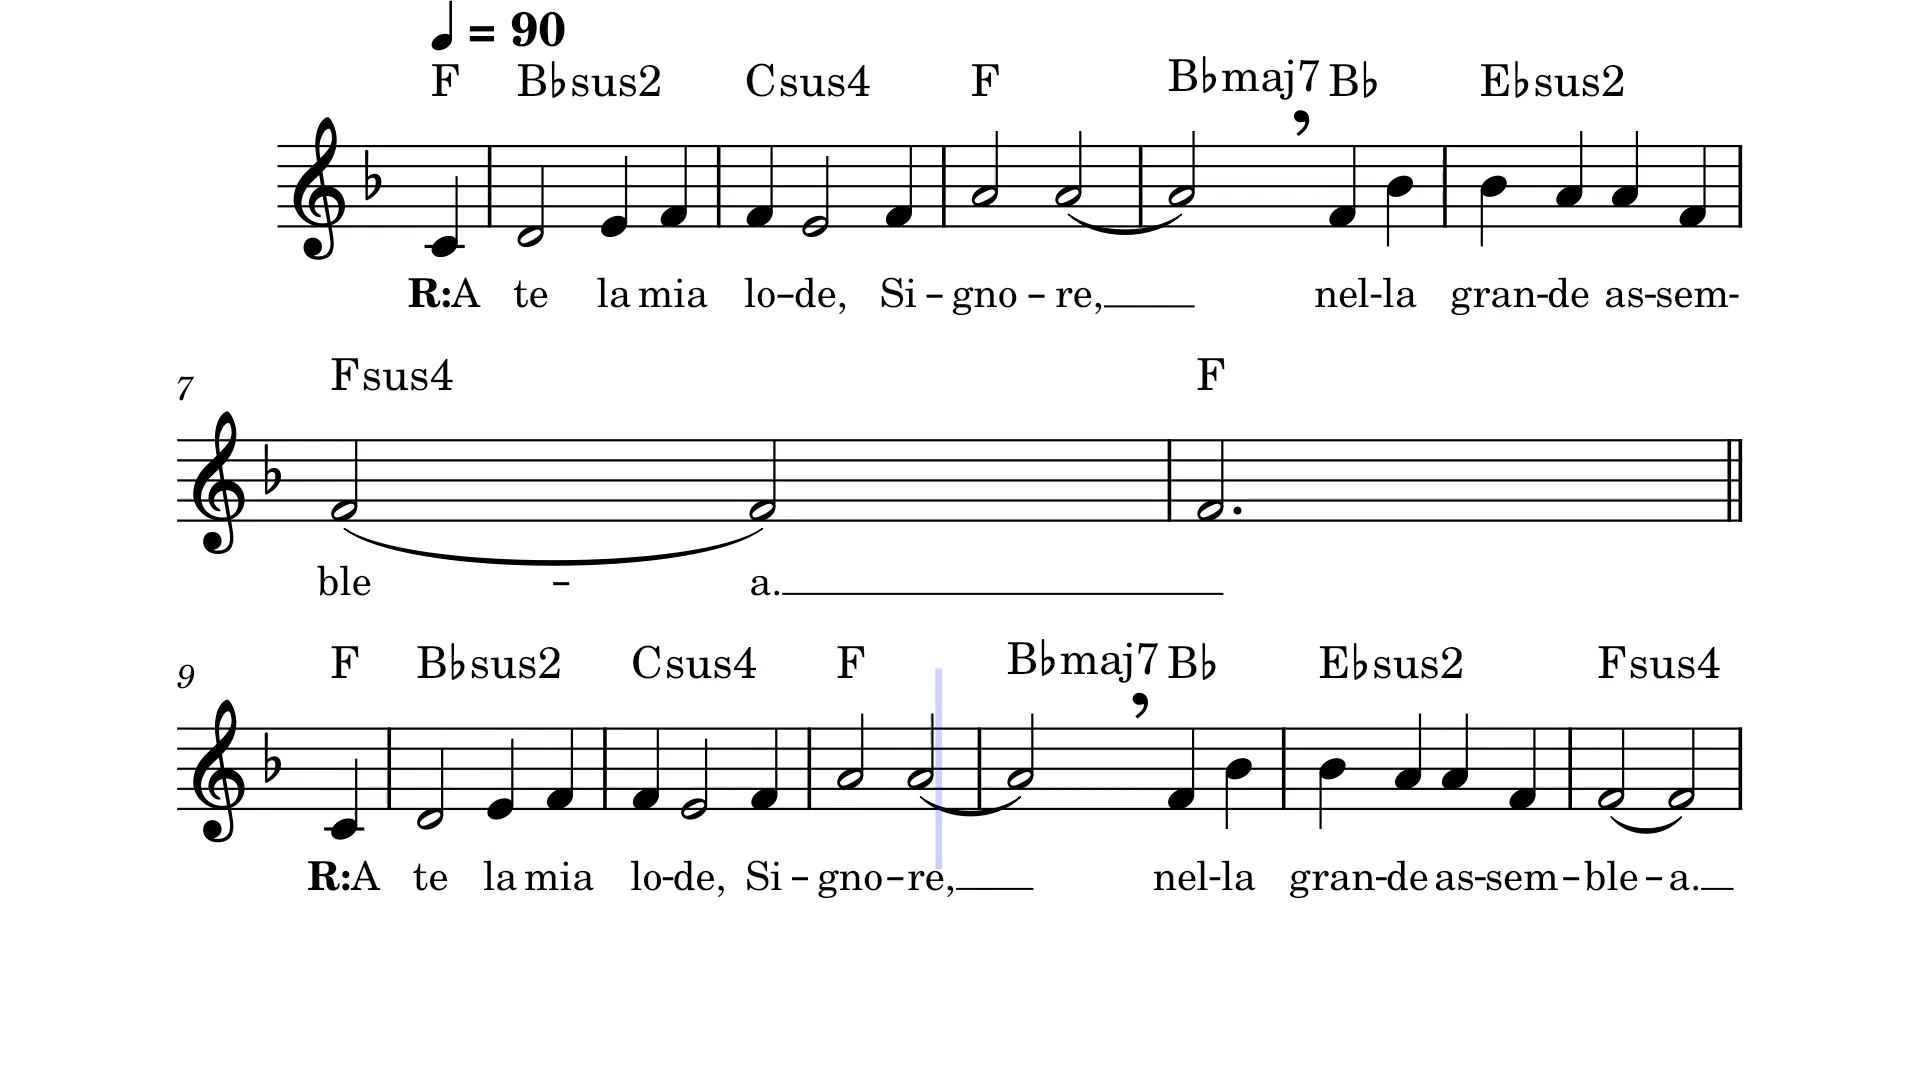 = 90
F B♭sus2 Csus4 F B♭maj7 B♭ E♭sus2
R:A te la mia lo-de, Si-gno-re, nel-la gran-de as-sem-
7 Fsus4 F
ble - a.
9 F B♭sus2 Csus4 F B♭maj7 B♭ E♭sus2 Fsus4
R:A te la mia lo-de, Si-gno-re, nel-la gran-de as-sem-ble-a.